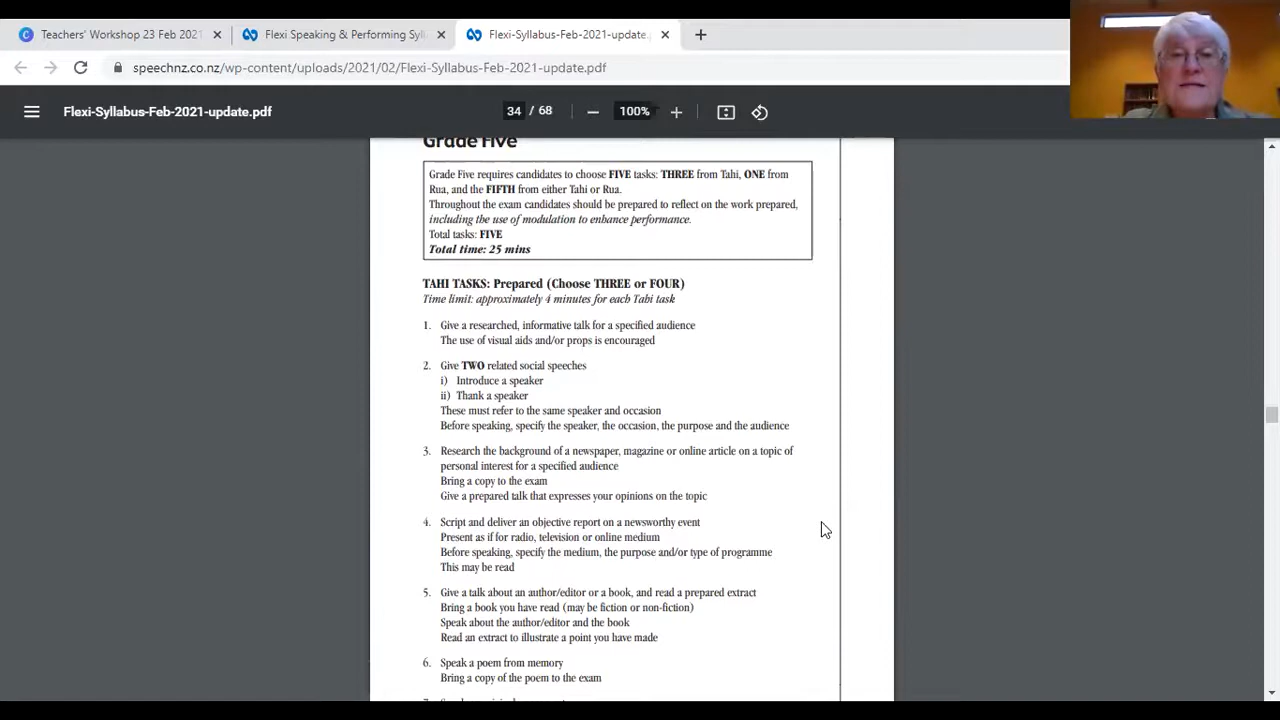 Teachers' Workshop 23 Feb 2021
Flexi Speaking & Performing Syll
Flexi-Syllabus-Feb-2021-update.p
speechnz.co.nz/wp-content/uploads/2021/02/Flexi-Syllabus-Feb-2021-update.pdf
Flexi-Syllabus-Feb-2021-update.pdf
34 / 68
100%
Grade Five
Grade Five requires candidates to choose FIVE tasks: THREE from Tahi, ONE from
Rua, and the FIFTH from either Tahi or Rua.
Throughout the exam candidates should be prepared to reflect on the work prepared,
including the use of modulation to enhance performance.
Total tasks: FIVE
Total time: 25 mins
TAHI TASKS: Prepared (Choose THREE or FOUR)
Time limit: approximately 4 minutes for each Tahi task
1. Give a researched, informative talk for a specified audience
The use of visual aids and/or props is encouraged
2. Give TWO related social speeches
i) Introduce a speaker
ii) Thank a speaker
These must refer to the same speaker and occasion
Before speaking, specify the speaker, the occasion, the purpose and the audience
3. Research the background of a newspaper, magazine or online article on a topic of
personal interest for a specified audience
Bring a copy to the exam
Give a prepared talk that expresses your opinions on the topic
4. Script and deliver an objective report on a newsworthy event
Present as if for radio, television or online medium
Before speaking, specify the medium, the purpose and/or type of programme
This may be read
5. Give a talk about an author/editor or a book, and read a prepared extract
Bring a book you have read (may be fiction or non-fiction)
Speak about the author/editor and the book
Read an extract to illustrate a point you have made
6. Speak a poem from memory
Bring a copy of the poem to the exam